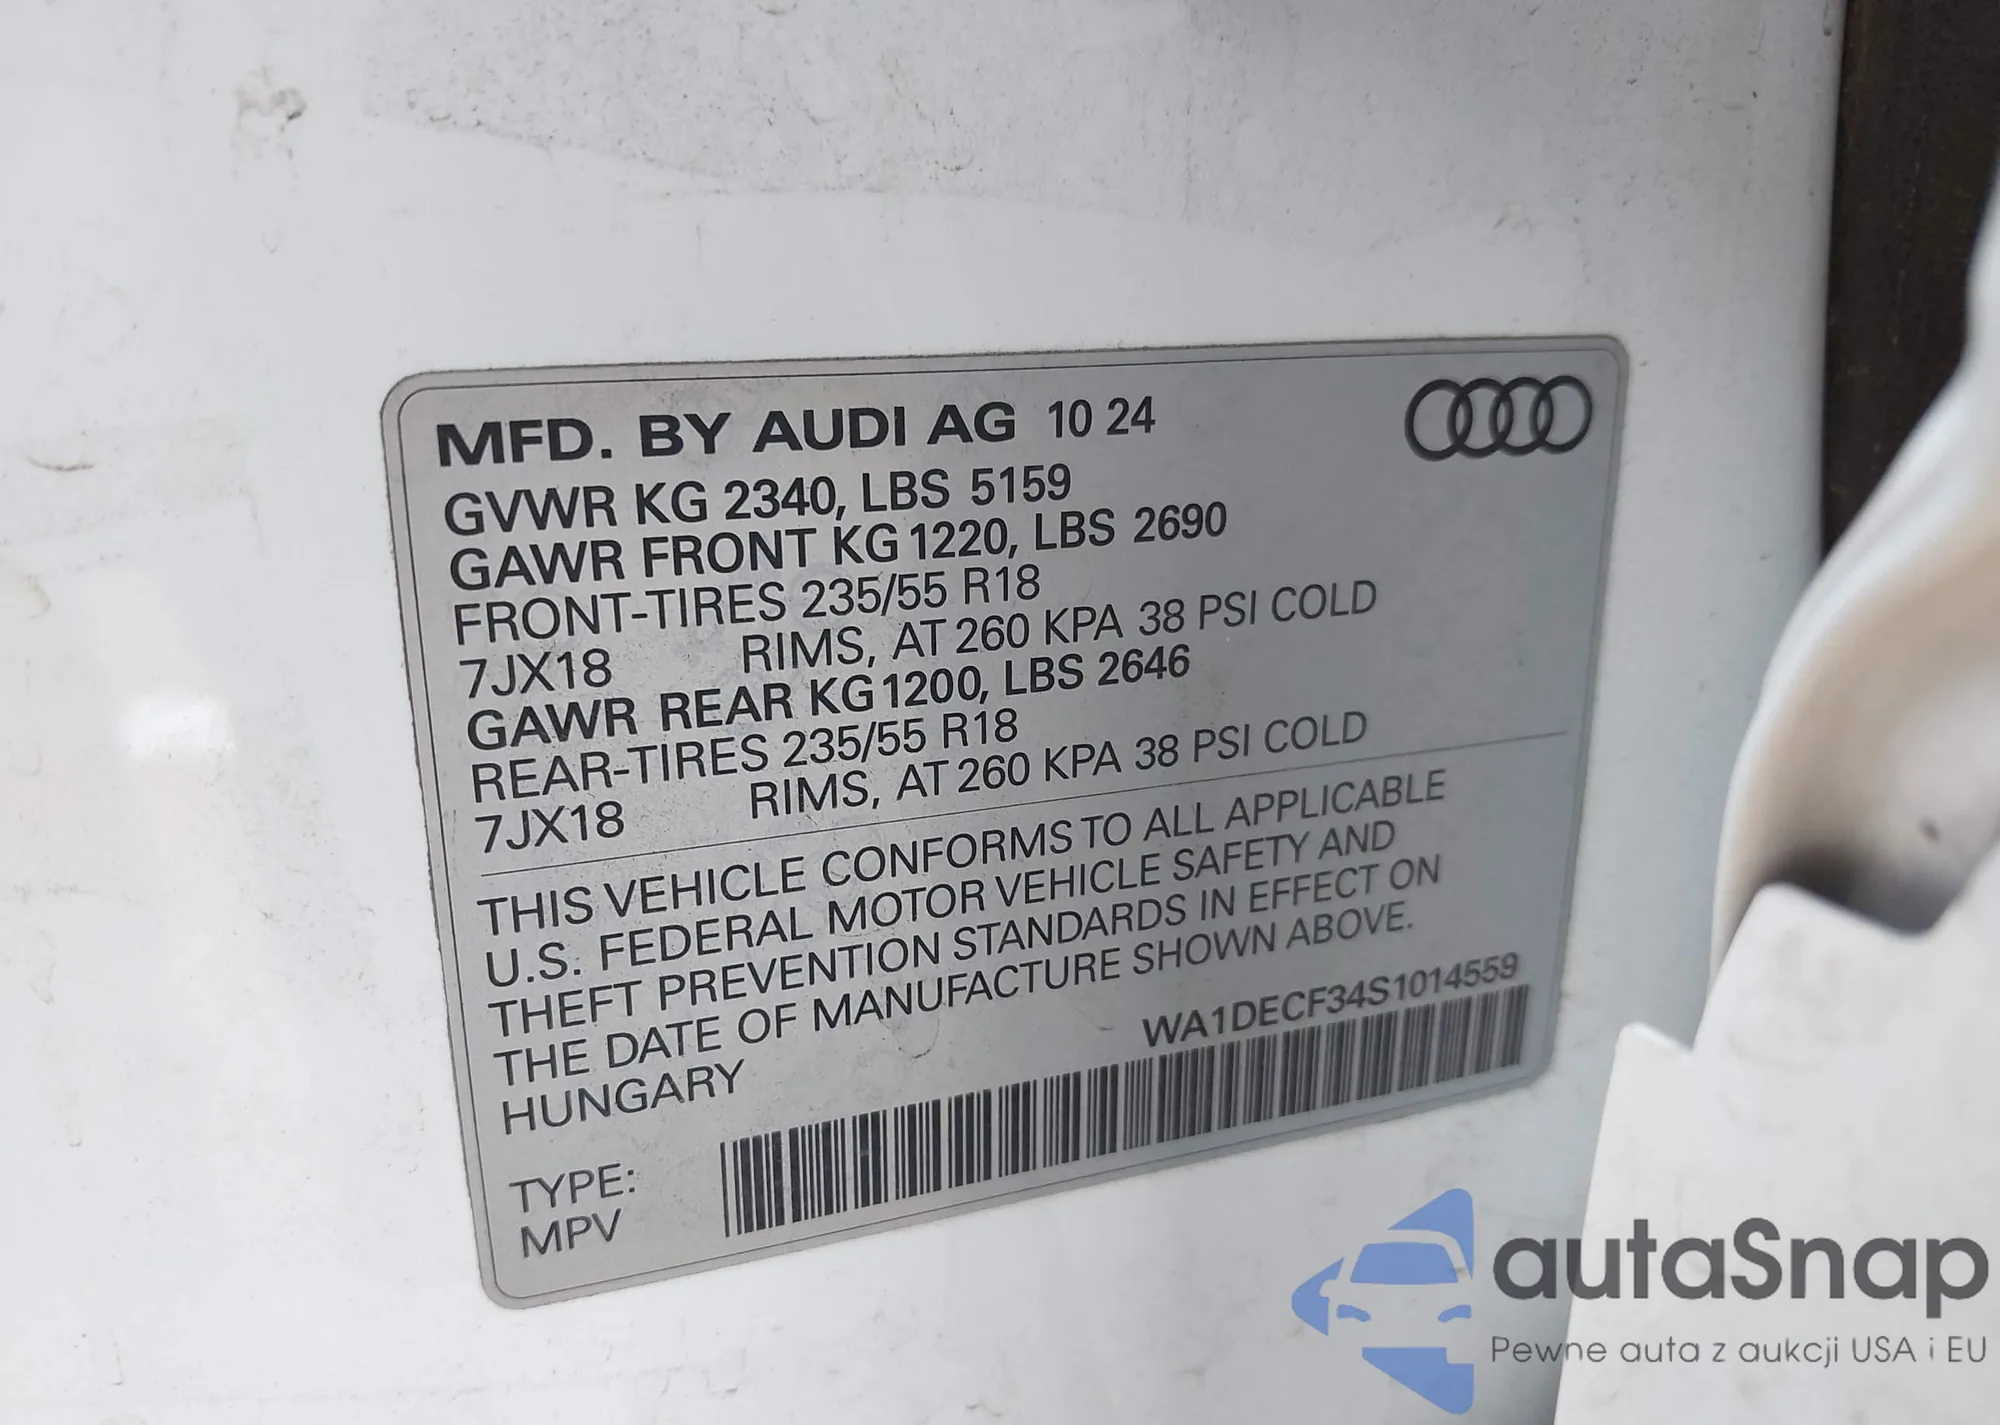 MFD. BY AUDI AG 10 24
GVWR KG 2340, LBS 5159
GAWR FRONT KG 1220, LBS 2690
FRONT-TIRES 235/55 R18
7JX18 RIMS, AT 260 KPA 38 PSI COLD
GAWR REAR KG 1200, LBS 2646
REAR-TIRES 235/55 R18
7JX18 RIMS, AT 260 KPA 38 PSI COLD
THIS VEHICLE CONFORMS TO ALL APPLICABLE
U.S. FEDERAL MOTOR VEHICLE SAFETY AND
THEFT PREVENTION STANDARDS IN EFFECT ON
THE DATE OF MANUFACTURE SHOWN ABOVE.
HUNGARY
WA1DECF34S1014559
TYPE:
MPV
autaSnap
Pewne auta z aukcji USA i EU